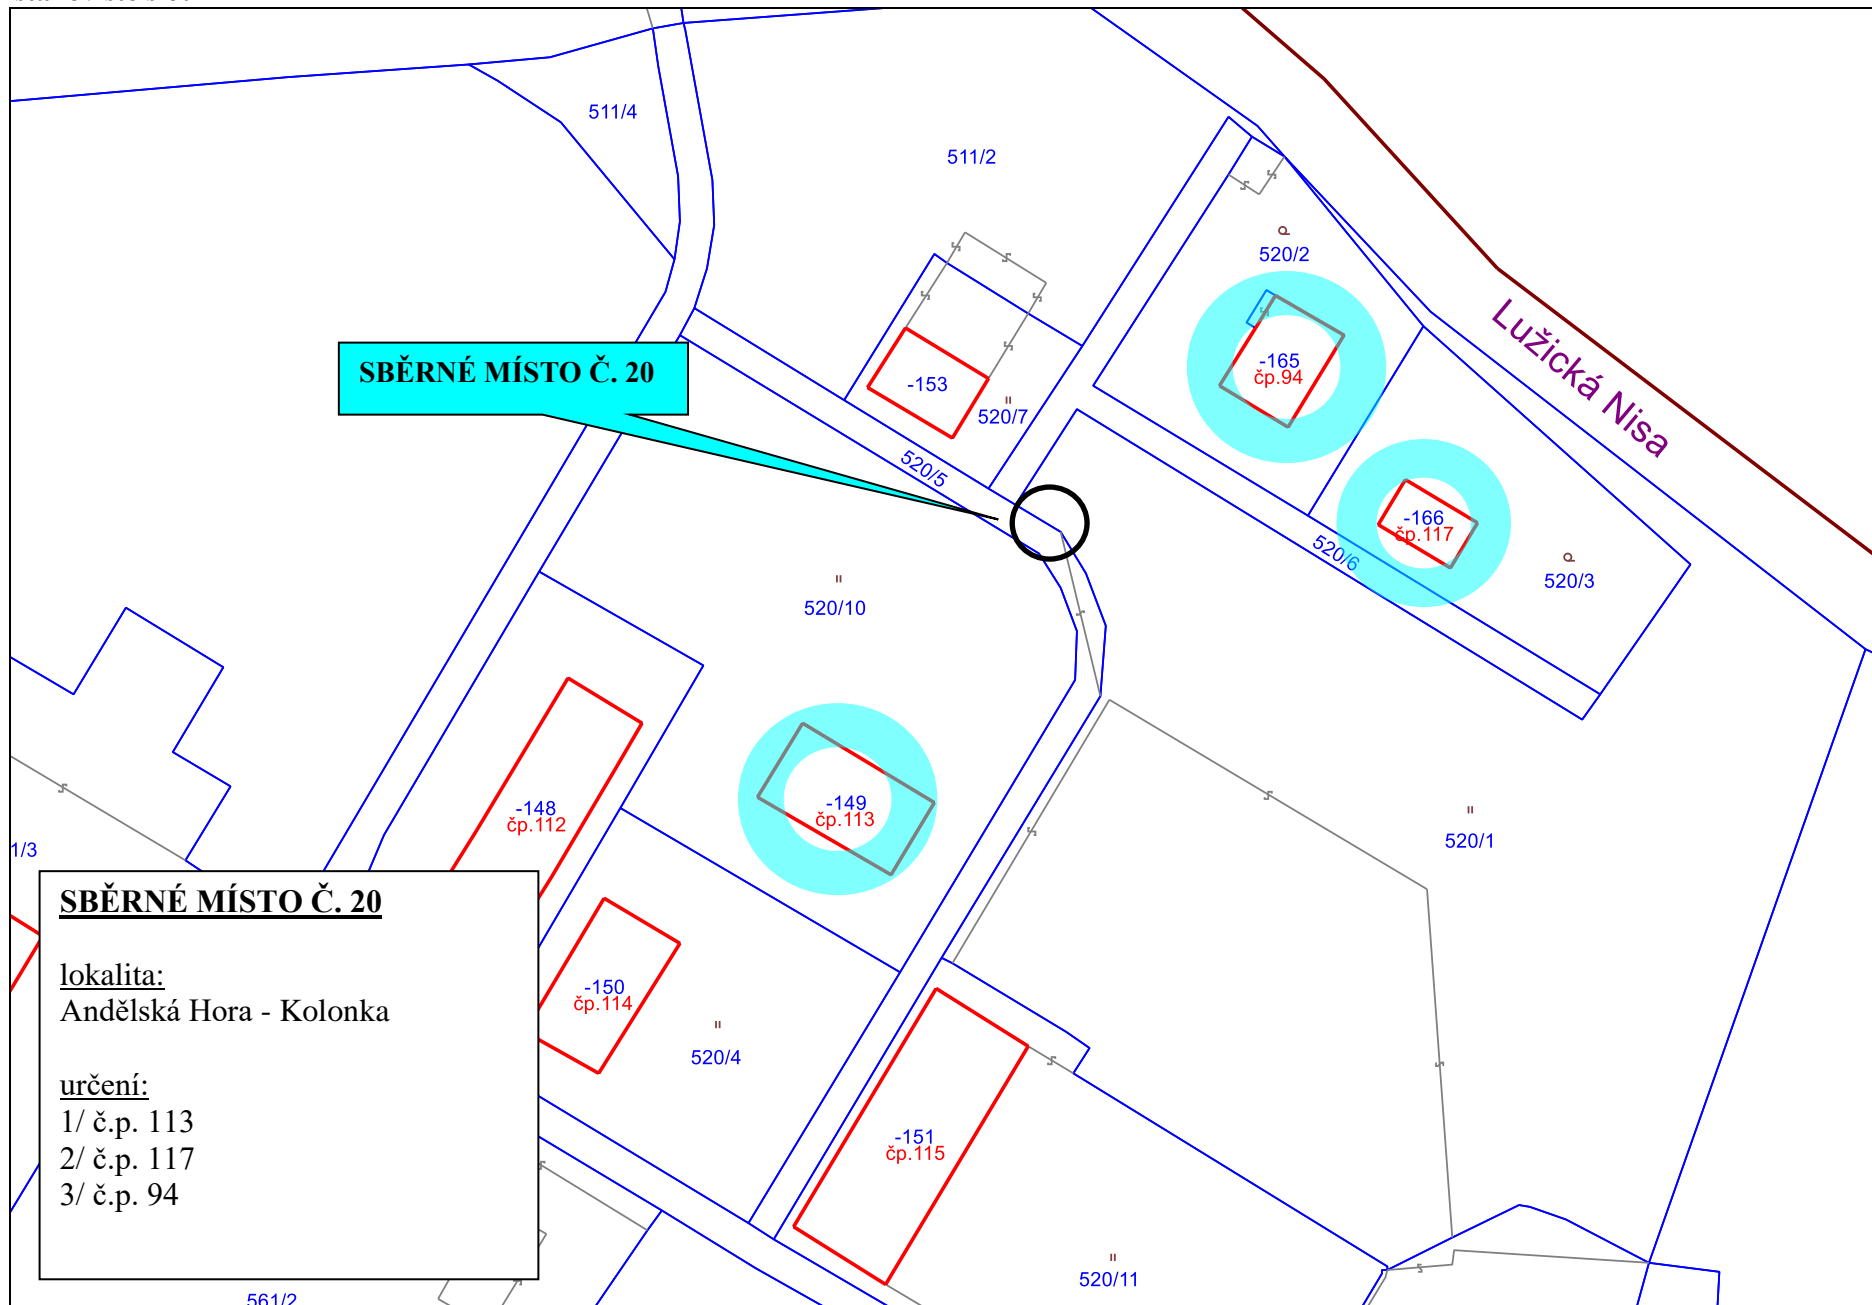 511/4
511/2
520/2
Lužická Nisa
SBĚRNÉ MÍSTO Č. 20
-165
čp.94
-153
520/7
520/5
-166
čp.117
520/6
520/3
520/10
-148
čp.112
-149
čp.113
520/1
1/3
SBĚRNÉ MÍSTO Č. 20
lokalita:
Andělská Hora - Kolonka
určení:
1/ č.p. 113
2/ č.p. 117
3/ č.p. 94
-150
čp.114
520/4
-151
čp.115
520/11
561/2